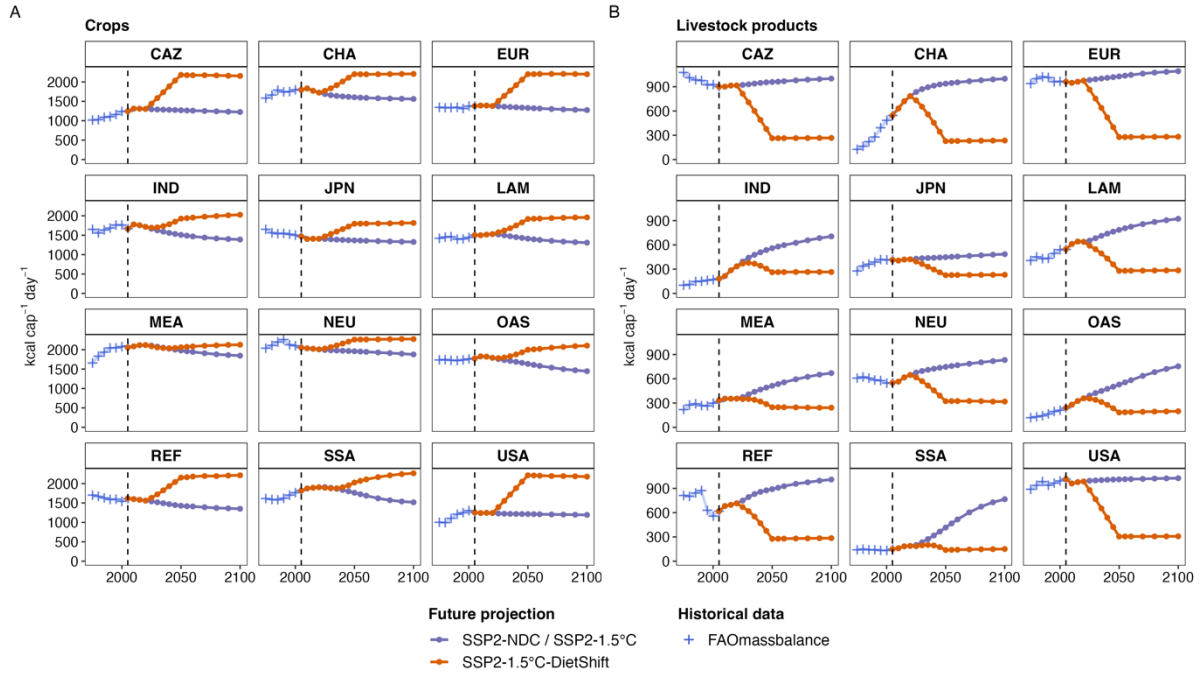 A
B
Crops
Livestock products
CAZ CHA EUR
CAZ CHA EUR
2000
1500
1000
500
0
900
600
300
0
IND JPN LAM
IND JPN LAM
2000
1500
1000
500
0
900
600
300
0
MEA NEU OAS
MEA NEU OAS
2000
1500
1000
500
0
900
600
300
0
REF SSA USA
REF SSA USA
2000
1500
1000
500
0
900
600
300
0
kcal cap⁻¹ day⁻¹
kcal cap⁻¹ day⁻¹
2000 2050 2100 2000 2050 2100 2000 2050 2100
2000 2050 2100 2000 2050 2100 2000 2050 2100
Future projection
SSP2-NDC / SSP2-1.5°C
SSP2-1.5°C-DietShift
Historical data
FAOmassbalance